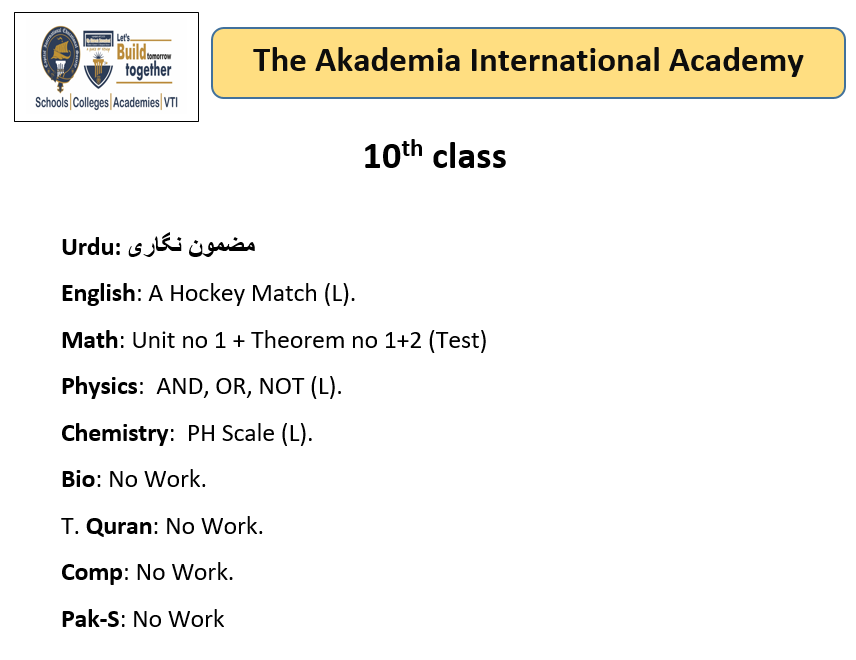 Let's
Build tomorrow
together
Schools|Colleges|Academies|VTI
The Akademia International Academy
10th class
Urdu: مضمون نگاری
English: A Hockey Match (L).
Math: Unit no 1 + Theorem no 1+2 (Test)
Physics:  AND, OR, NOT (L).
Chemistry:  PH Scale (L).
Bio: No Work.
T. Quran: No Work.
Comp: No Work.
Pak-S: No Work